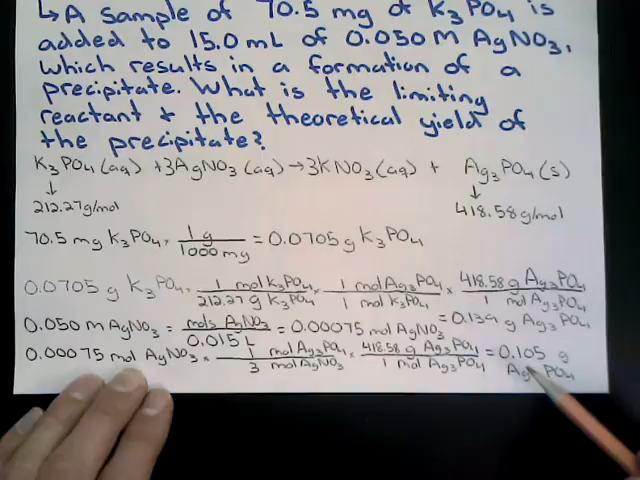 ↳A sample of 70.5 mg of K₃PO₄ is
added to 15.0 mL of 0.050 M AgNO₃,
which results in a formation of a
precipitate. What is the limiting
reactant + the theoretical yield of
the precipitate?
K₃PO₄ (aq) + 3AgNO₃ (aq) → 3KNO₃ (aq) + Ag₃PO₄ (s)
↓ ↓
212.27 g/mol 418.58 g/mol
70.5 mg K₃PO₄ × 1 g / 1000 mg = 0.0705 g K₃PO₄
0.0705 g K₃PO₄ × 1 mol K₃PO₄ / 212.27 g K₃PO₄ × 1 mol Ag₃PO₄ / 1 mol K₃PO₄ × 418.58 g Ag₃PO₄ / 1 mol Ag₃PO₄
= 0.139 g Ag₃PO₄
0.050 M AgNO₃ = mols AgNO₃ / 0.015 L = 0.00075 mol AgNO₃
0.00075 mol AgNO₃ × 1 mol Ag₃PO₄ / 3 mol AgNO₃ × 418.58 g Ag₃PO₄ / 1 mol Ag₃PO₄ = 0.105 g
Ag₃PO₄